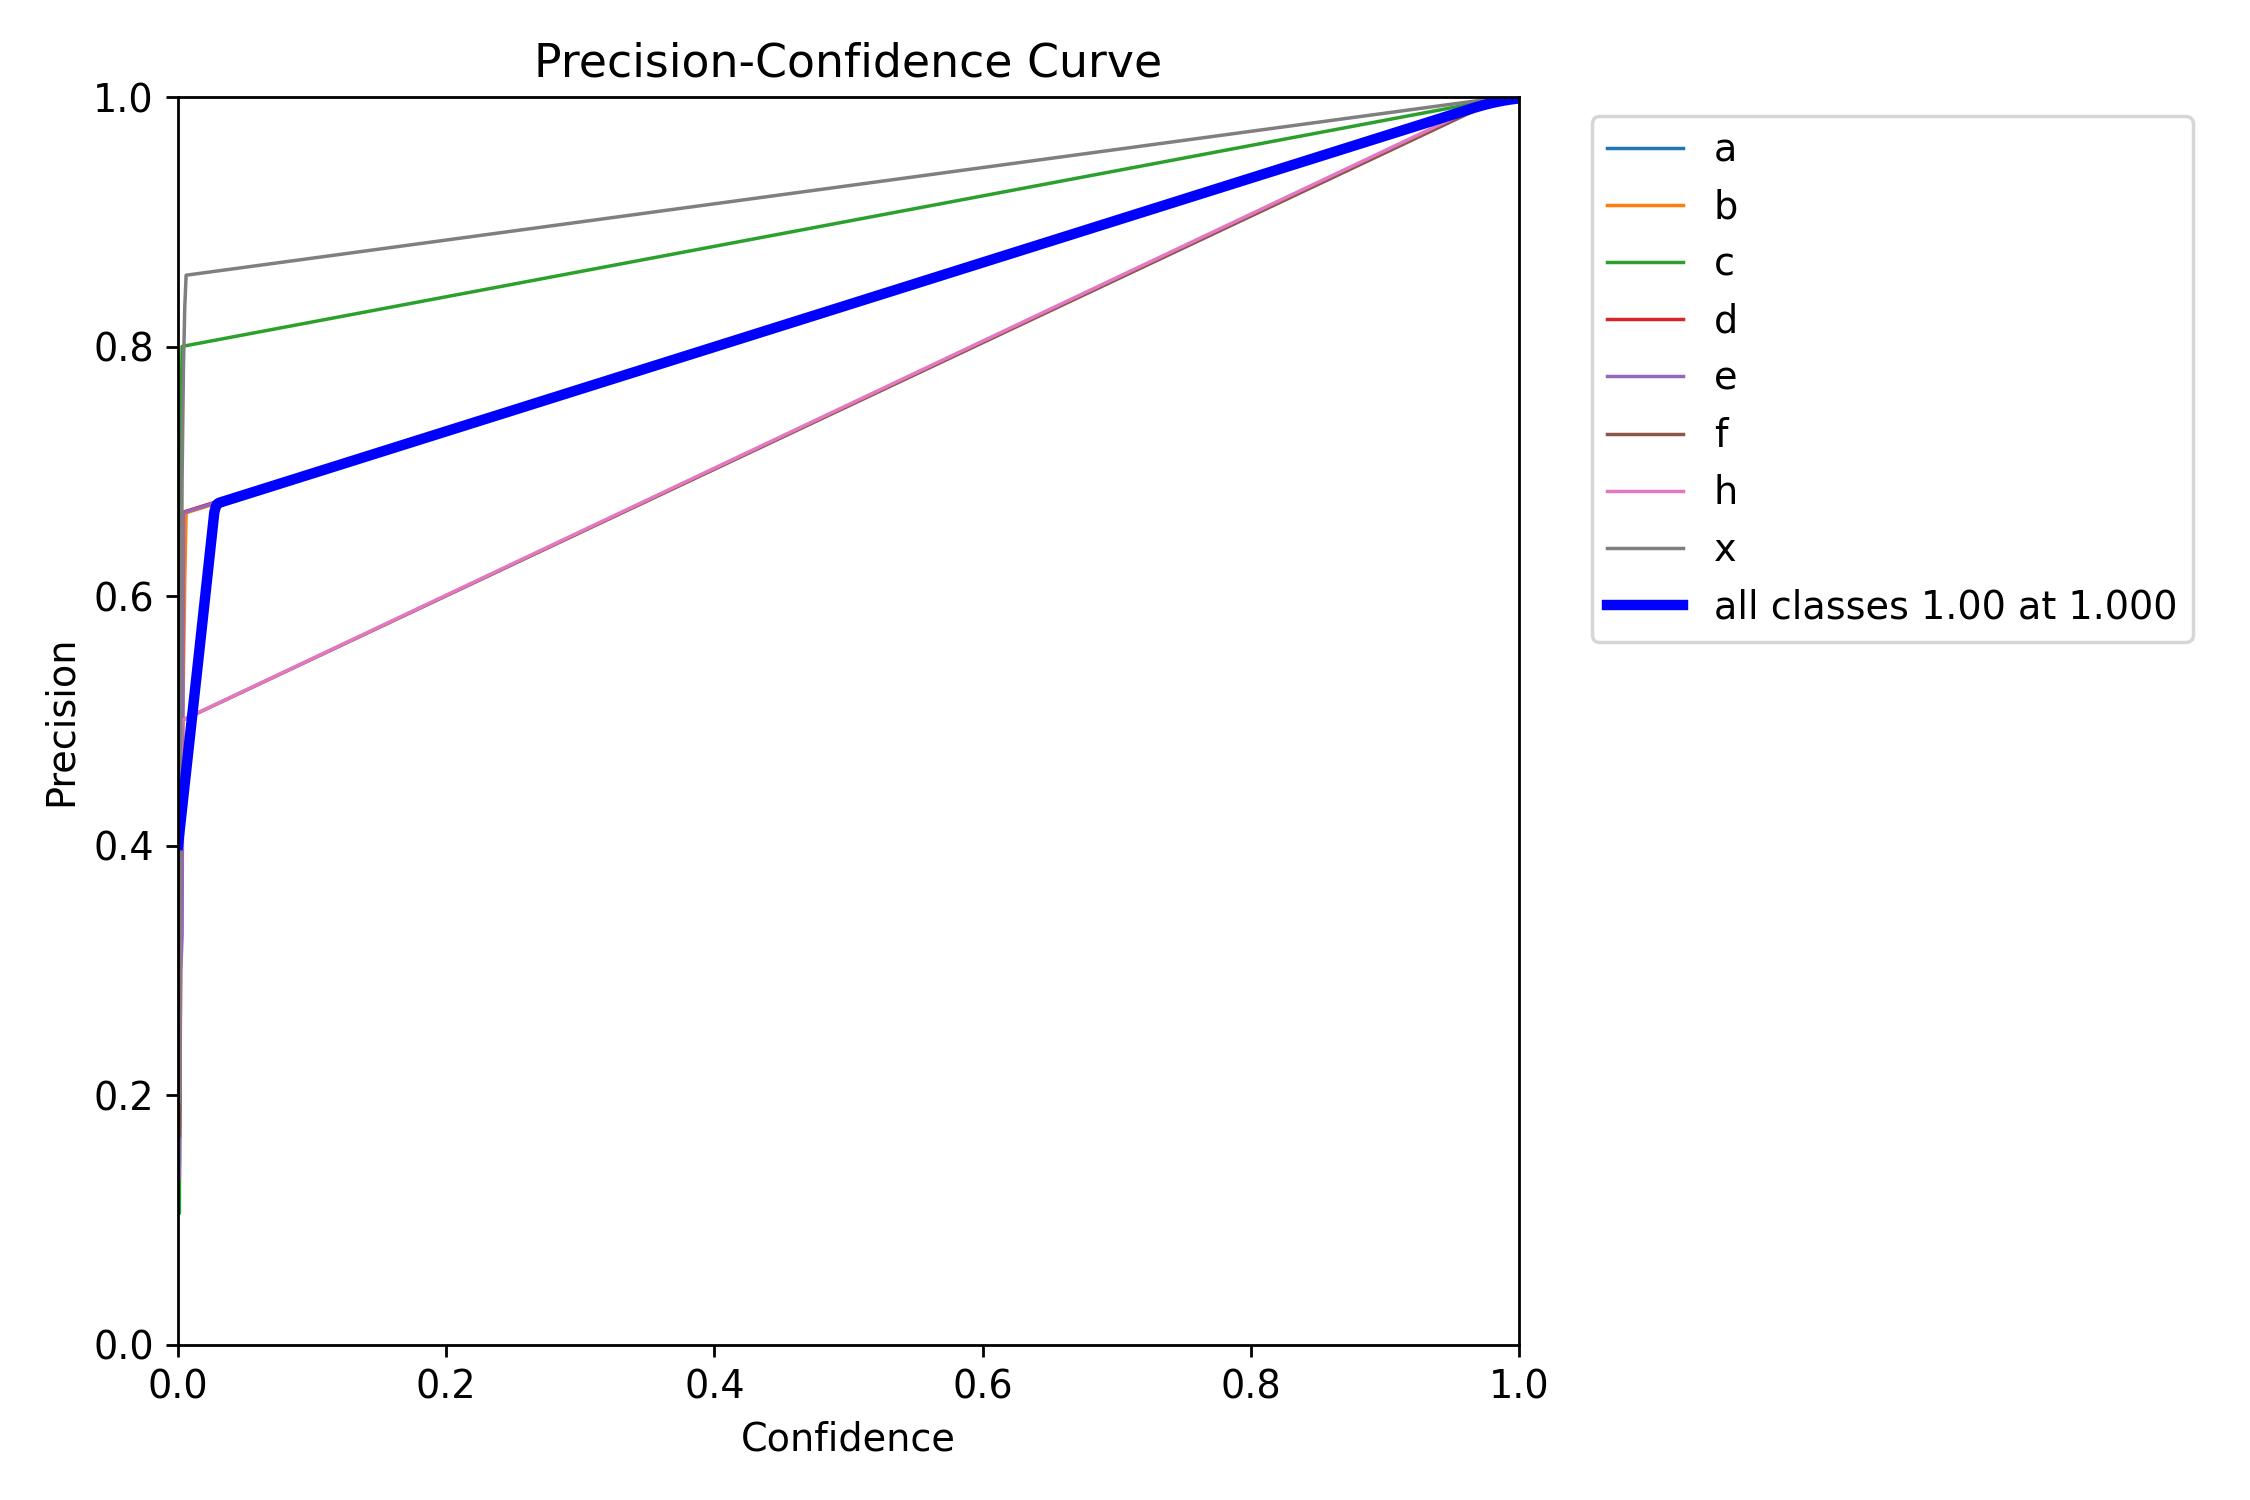 Precision-Confidence Curve
1.0
0.8
0.6
0.4
0.2
0.0
Precision
0.0 0.2 0.4 0.6 0.8 1.0
Confidence
a
b
c
d
e
f
h
x
all classes 1.00 at 1.000